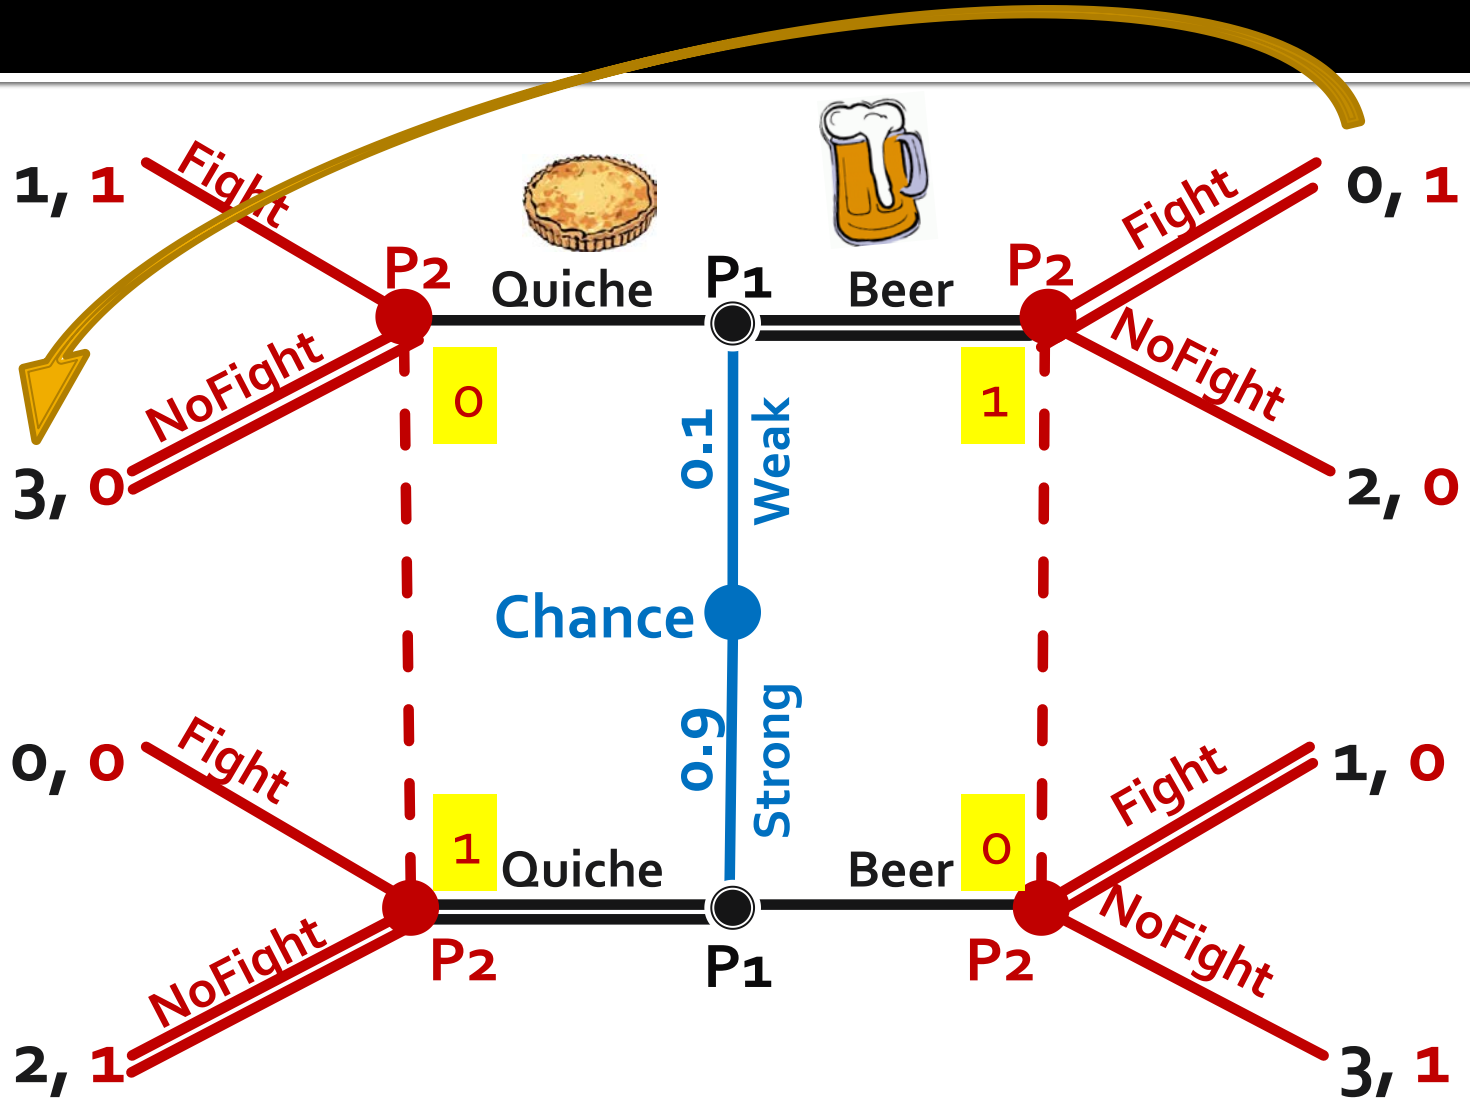 1, 1
Fight
Fight
0, 1
P2
Quiche
P1
Beer
P2
NoFight
0
1
NoFight
3, 0
0.1
Weak
2, 0
Chance
0, 0
Fight
0.9
Strong
Fight
1, 0
1
Quiche
Beer
0
NoFight
P2
P1
P2
NoFight
2, 1
3, 1